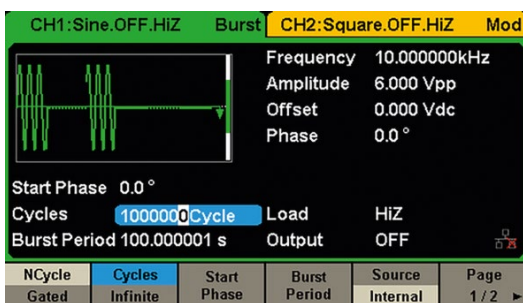 CH1:Sine.OFF.HiZ Burst CH2:Square.OFF.HiZ Mod
Frequency 10.000000kHz
Amplitude 6.000 Vpp
Offset 0.000 Vdc
Phase 0.0 °
Start Phase 0.0 °
Cycles 1000000Cycle Load HiZ
Burst Period 100.000001 s Output OFF
NCycle Cycles Start Burst Source Page
Gated Infinite Phase Period Internal 1/2 ►